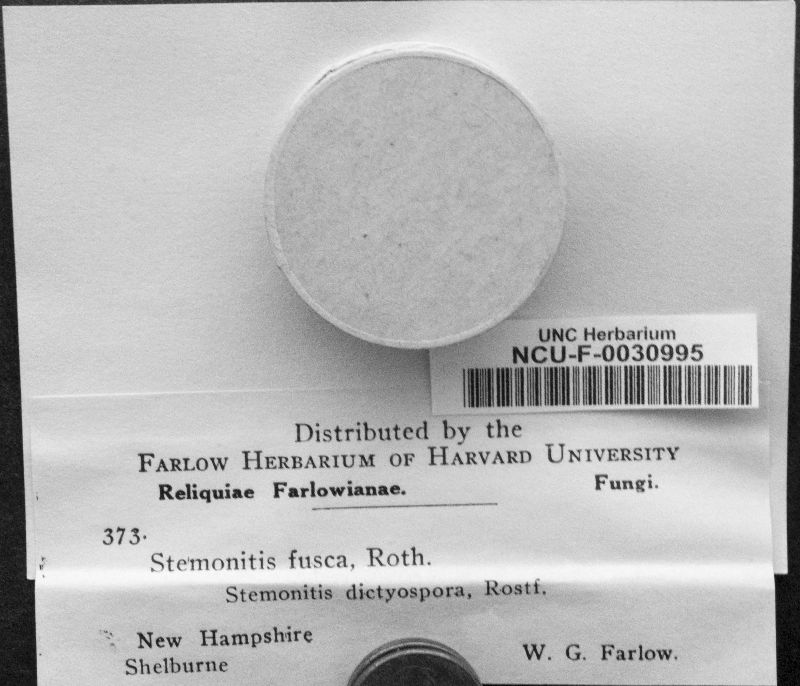 UNC Herbarium
NCU-F-0030995
Distributed by the
FARLOW HERBARIUM OF HARVARD UNIVERSITY
Reliquiae Farlowianae. Fungi.
373.
Stemonitis fusca, Roth.
Stemonitis dictyospora, Rostf.
New Hampshire
Shelburne W. G. Farlow.